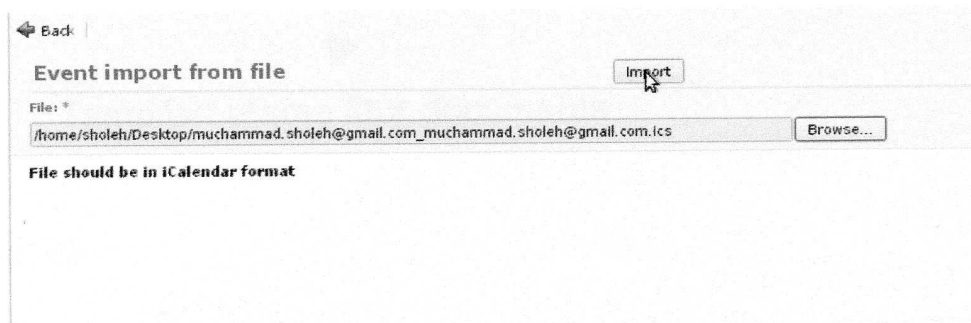 Back
Event import from file
Import
File: *
/home/sholeh/Desktop/muchammad.sholeh@gmail.com_muchammad.sholeh@gmail.com.ics
Browse...
File should be in iCalendar format